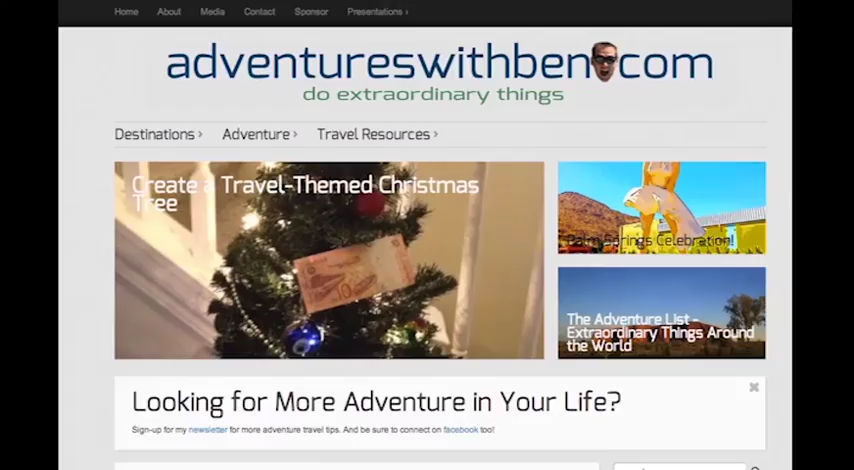 Home About Media Contact Sponsor Presentations ›
adventureswithben.com
do extraordinary things
Destinations › Adventure › Travel Resources ›
Create a Travel-Themed Christmas
Tree
10
Palm Springs Celebration!
The Adventure List -
Extraordinary Things Around
the World
Looking for More Adventure in Your Life?
Sign-up for my newsletter for more adventure travel tips. And be sure to connect on facebook too!